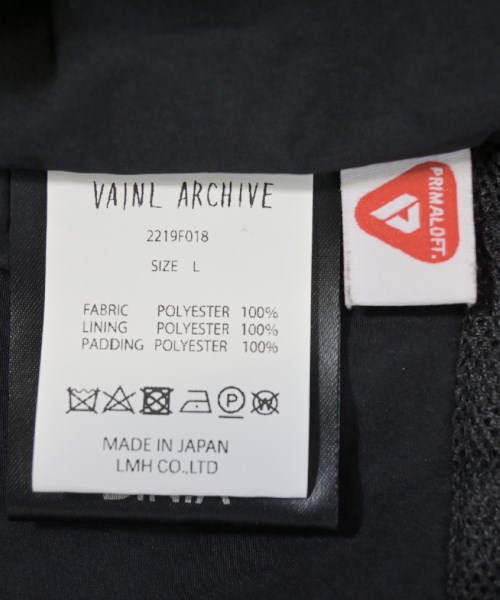 VAINL ARCHIVE
2219F018
SIZE L
FABRIC POLYESTER 100%
LINING POLYESTER 100%
PADDING POLYESTER 100%
P W
MADE IN JAPAN
LMH CO.,LTD
PRIMALOFT.